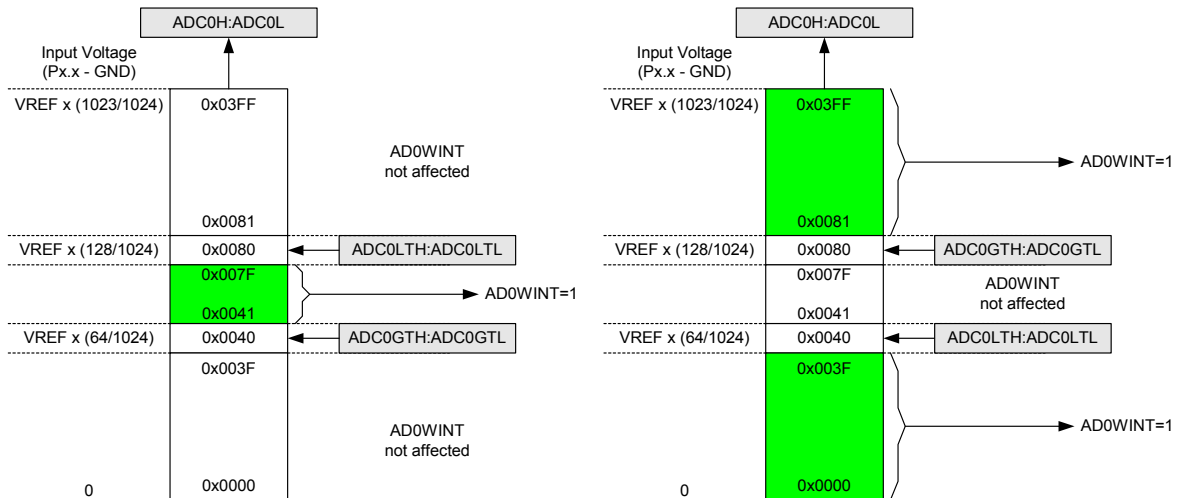 ADC0H:ADC0L
Input Voltage
(Px.x - GND)
VREF x (1023/1024)
0x03FF
AD0WINT
not affected
0x0081
VREF x (128/1024)
0x0080
ADC0LTH:ADC0LTL
0x007F
AD0WINT=1
0x0041
VREF x (64/1024)
0x0040
ADC0GTH:ADC0GTL
0x003F
AD0WINT
not affected
0
0x0000
ADC0H:ADC0L
Input Voltage
(Px.x - GND)
VREF x (1023/1024)
0x03FF
AD0WINT=1
0x0081
VREF x (128/1024)
0x0080
ADC0GTH:ADC0GTL
0x007F
AD0WINT
not affected
0x0041
VREF x (64/1024)
0x0040
ADC0LTH:ADC0LTL
0x003F
AD0WINT=1
0
0x0000